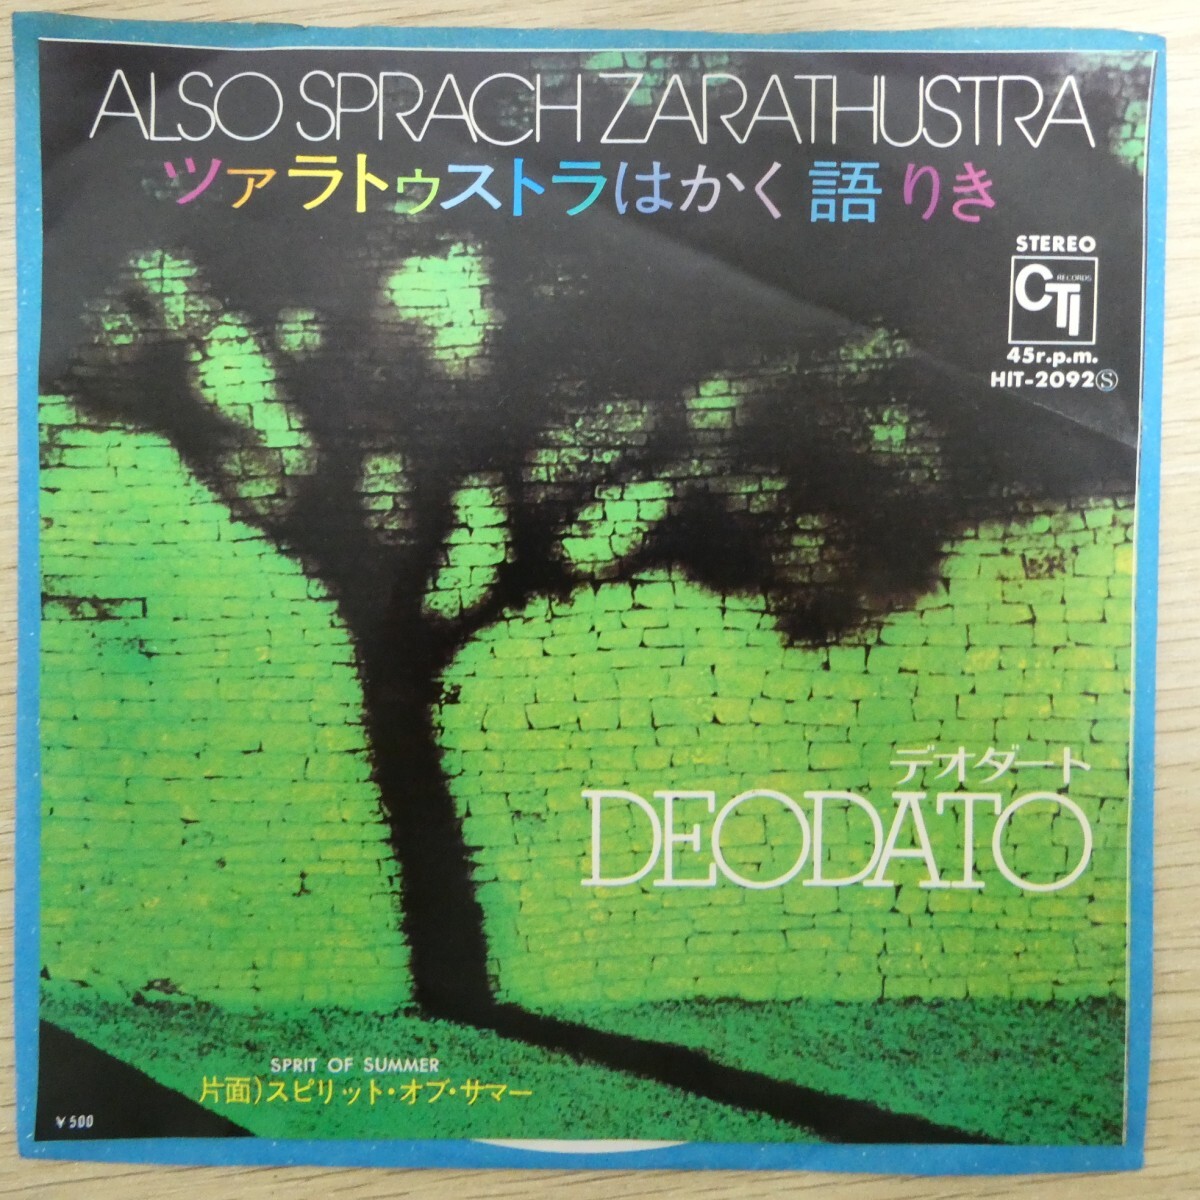 ALSO SPRACH ZARATHUSTRA
ツァラトゥストラはかく語りき
STEREO
CTI RECORDS
45r.p.m.
HIT-2092Ⓢ
デオダート
DEODATO
SPRIT OF SUMMER
片面)スピリット・オブ・サマー
¥500